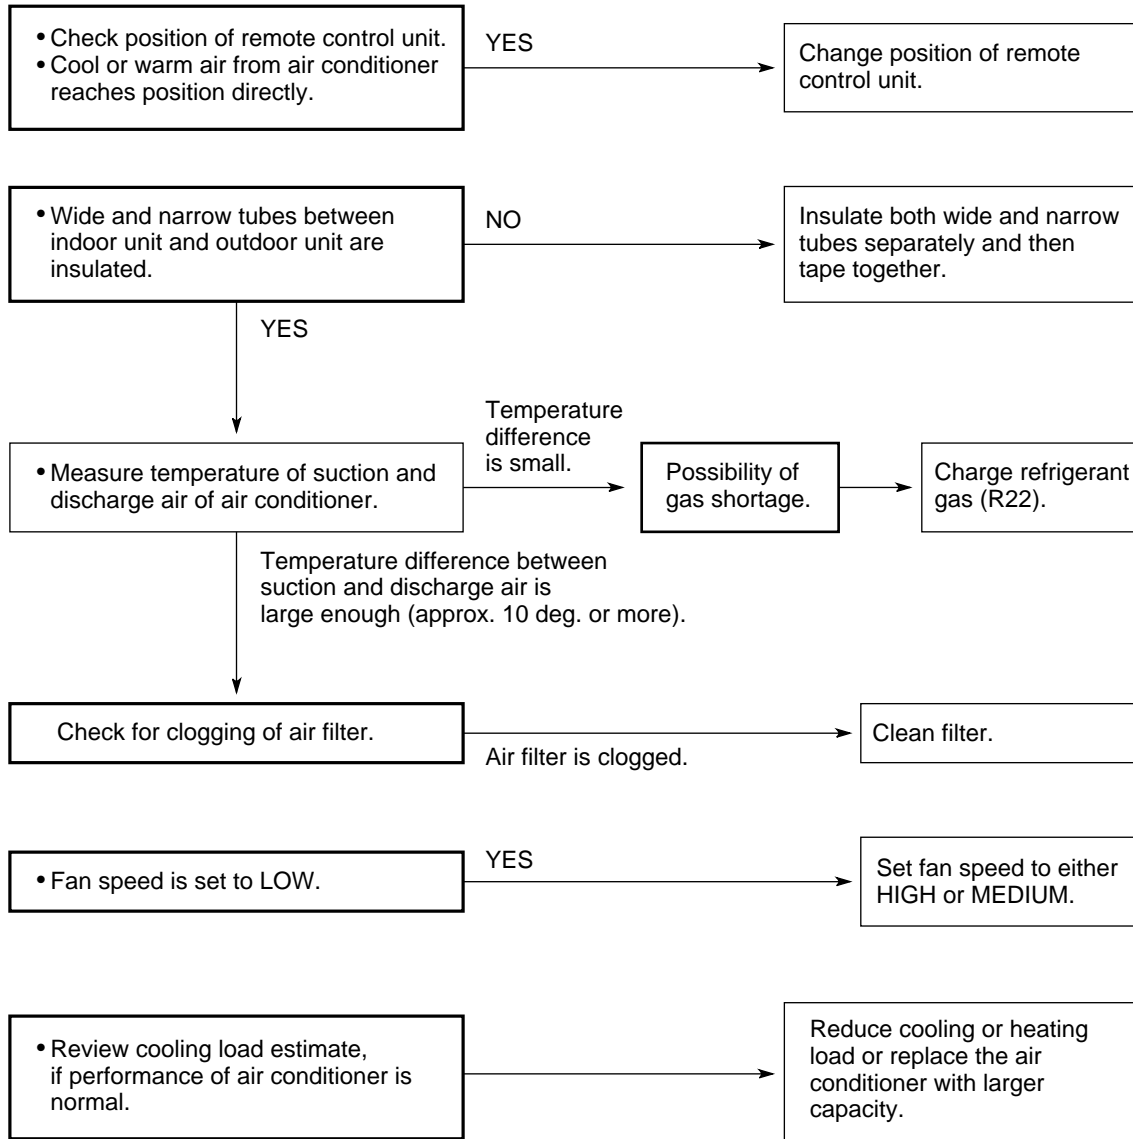 • Check position of remote control unit.
• Cool or warm air from air conditioner
reaches position directly.
YES
Change position of remote
control unit.
• Wide and narrow tubes between
indoor unit and outdoor unit are
insulated.
NO
Insulate both wide and narrow
tubes separately and then
tape together.
YES
• Measure temperature of suction and
discharge air of air conditioner.
Temperature
difference
is small.
Possibility of
gas shortage.
Charge refrigerant
gas (R22).
Temperature difference between
suction and discharge air is
large enough (approx. 10 deg. or more).
Check for clogging of air filter.
Air filter is clogged.
Clean filter.
• Fan speed is set to LOW.
YES
Set fan speed to either
HIGH or MEDIUM.
• Review cooling load estimate,
if performance of air conditioner is
normal.
Reduce cooling or heating
load or replace the air
conditioner with larger
capacity.